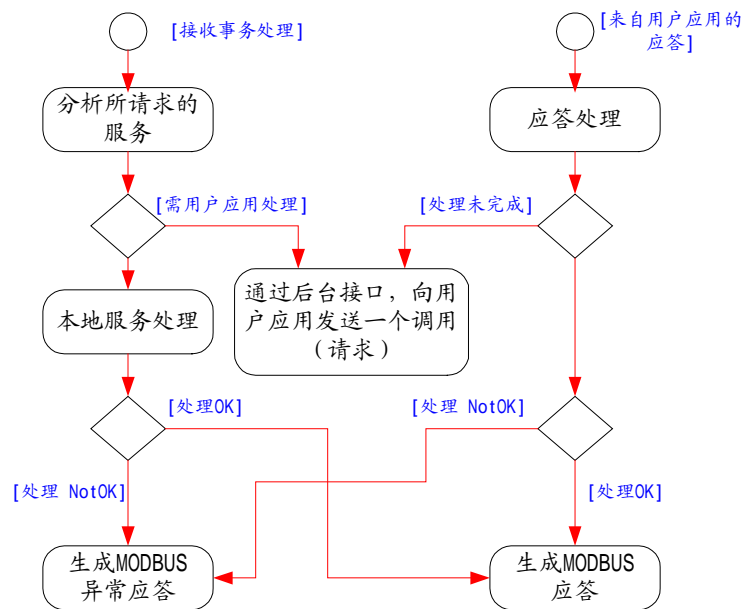 [接收事务处理]
[来自用户应用的
应答]
分析所请求的
服务
应答处理
[需用户应用处理]
[处理未完成]
本地服务处理
通过后台接口，向用
户应用发送一个调用
（请求）
[处理OK]
[处理 NotOK]
[处理 NotOK]
[处理OK]
生成MODBUS
异常应答
生成MODBUS
应答